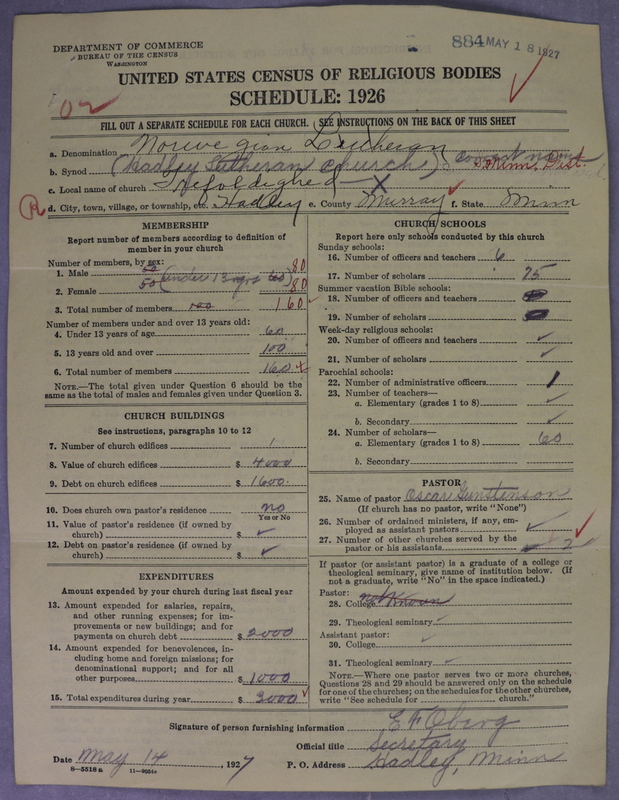 DEPARTMENT OF COMMERCE
BUREAU OF THE CENSUS
WASHINGTON
884 MAY 18 1927
UNITED STATES CENSUS OF RELIGIOUS BODIES
SCHEDULE: 1926
02
FILL OUT A SEPARATE SCHEDULE FOR EACH CHURCH. (SEE INSTRUCTIONS ON THE BACK OF THIS SHEET
a. Denomination Norwegian Lutheran
b. Synod (Hadley Lutheran Church) correct name
S. Minn. Dist.
c. Local name of church
R d. City, town, village, or township, etc. Hadley e. County Murray f. State Minn
MEMBERSHIP
Report number of members according to definition of
member in your church
Number of members, by sex:
1. Male 50 80
2. Female 50 (under 13 yrs 60) 80
3. Total number of members 100 160
Number of members under and over 13 years old:
4. Under 13 years of age 60
5. 13 years old and over 100
6. Total number of members 160
NOTE.—The total given under Question 6 should be
same as the total of males and females given under Question 3.
CHURCH BUILDINGS
See instructions, paragraphs 10 to 12
7. Number of church edifices 1
8. Value of church edifices $ 4000
9. Debt on church edifices $ 1600.
10. Does church own pastor's residence no
Yes or No
11. Value of pastor's residence (if owned by
church) $ ✓
12. Debt on pastor's residence (if owned by
church) $ ✓
EXPENDITURES
Amount expended by your church during last fiscal year
13. Amount expended for salaries, repairs,
and other running expenses; for im-
provements or new buildings; and for
payments on church debt $ 2000
14. Amount expended for benevolences, in-
cluding home and foreign missions; for
denominational support; and for all
other purposes $ 1000
15. Total expenditures during year $ 3000
CHURCH SCHOOLS
Report here only schools conducted by this church
Sunday schools:
16. Number of officers and teachers 6
17. Number of scholars 75
Summer vacation Bible schools:
18. Number of officers and teachers
19. Number of scholars
Week-day religious schools:
20. Number of officers and teachers ✓
21. Number of scholars ✓
Parochial schools:
22. Number of administrative officers 1
23. Number of teachers—
a. Elementary (grades 1 to 8) ✓
b. Secondary ✓
24. Number of scholars—
a. Elementary (grades 1 to 8) 60
b. Secondary
PASTOR
25. Name of pastor Oscar Gunstenson
(If church has no pastor, write "None")
26. Number of ordained ministers, if any, em-
ployed as assistant pastors ✓
27. Number of other churches served by the
pastor or his assistants 2
If pastor (or assistant pastor) is a graduate of a college or
theological seminary, give name of institution below. (If
not a graduate, write "No" in the space indicated.)
Pastor:
28. College not Known
29. Theological seminary ✓
Assistant pastor:
30. College ✓
31. Theological seminary ✓
NOTE.—Where one pastor serves two or more churches,
Questions 28 and 29 should be answered only on the schedule
for one of the churches; on the schedules for the other churches,
write "See schedule for church."
Signature of person furnishing information E F Oberg
Official title Secretary
Date May 14, 1927 P. O. Address Hadley, Minn
8—5518 a 11—9554